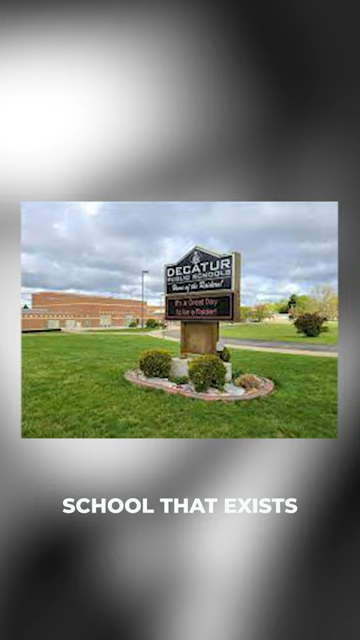 DECATUR
PUBLIC SCHOOLS
Home of the Raiders!
It's a Great Day
to be a Raider!
SCHOOL THAT EXISTS